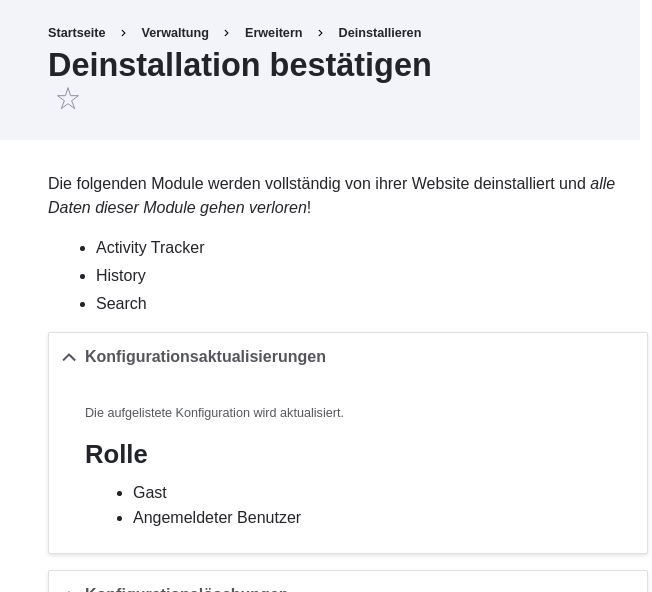 Startseite › Verwaltung › Erweitern › Deinstallieren
Deinstallation bestätigen
Die folgenden Module werden vollständig von ihrer Website deinstalliert und alle
Daten dieser Module gehen verloren!
Activity Tracker
History
Search
Konfigurationsaktualisierungen
Die aufgelistete Konfiguration wird aktualisiert.
Rolle
Gast
Angemeldeter Benutzer
Konfigurationslöschungen